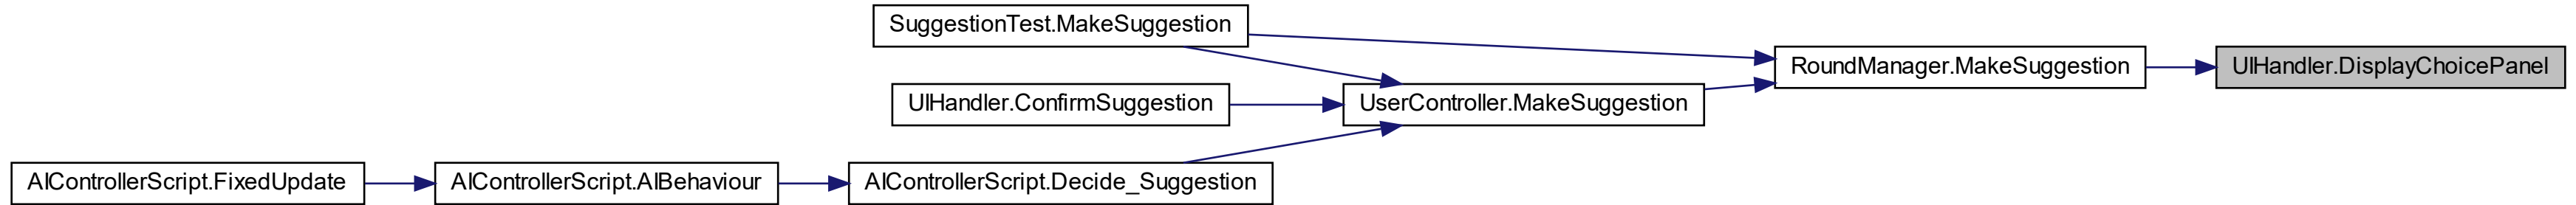 SuggestionTest.MakeSuggestion
RoundManager.MakeSuggestion
UIHandler.DisplayChoicePanel
UIHandler.ConfirmSuggestion
UserController.MakeSuggestion
AIControllerScript.FixedUpdate
AIControllerScript.AIBehaviour
AIControllerScript.Decide_Suggestion